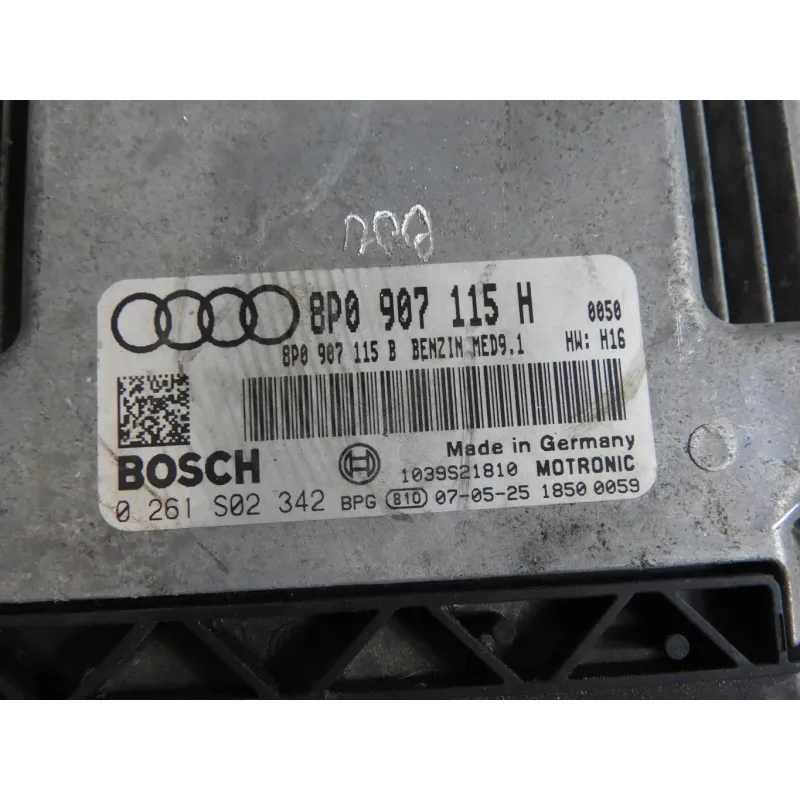 8P0 907 115 H 0050
8P0 907 115 B BENZIN MED9.1 HW: H16
Made in Germany
BOSCH 1039S21810 MOTRONIC
0 261 S02 342 BPG 810 07-05-25 1850 0059